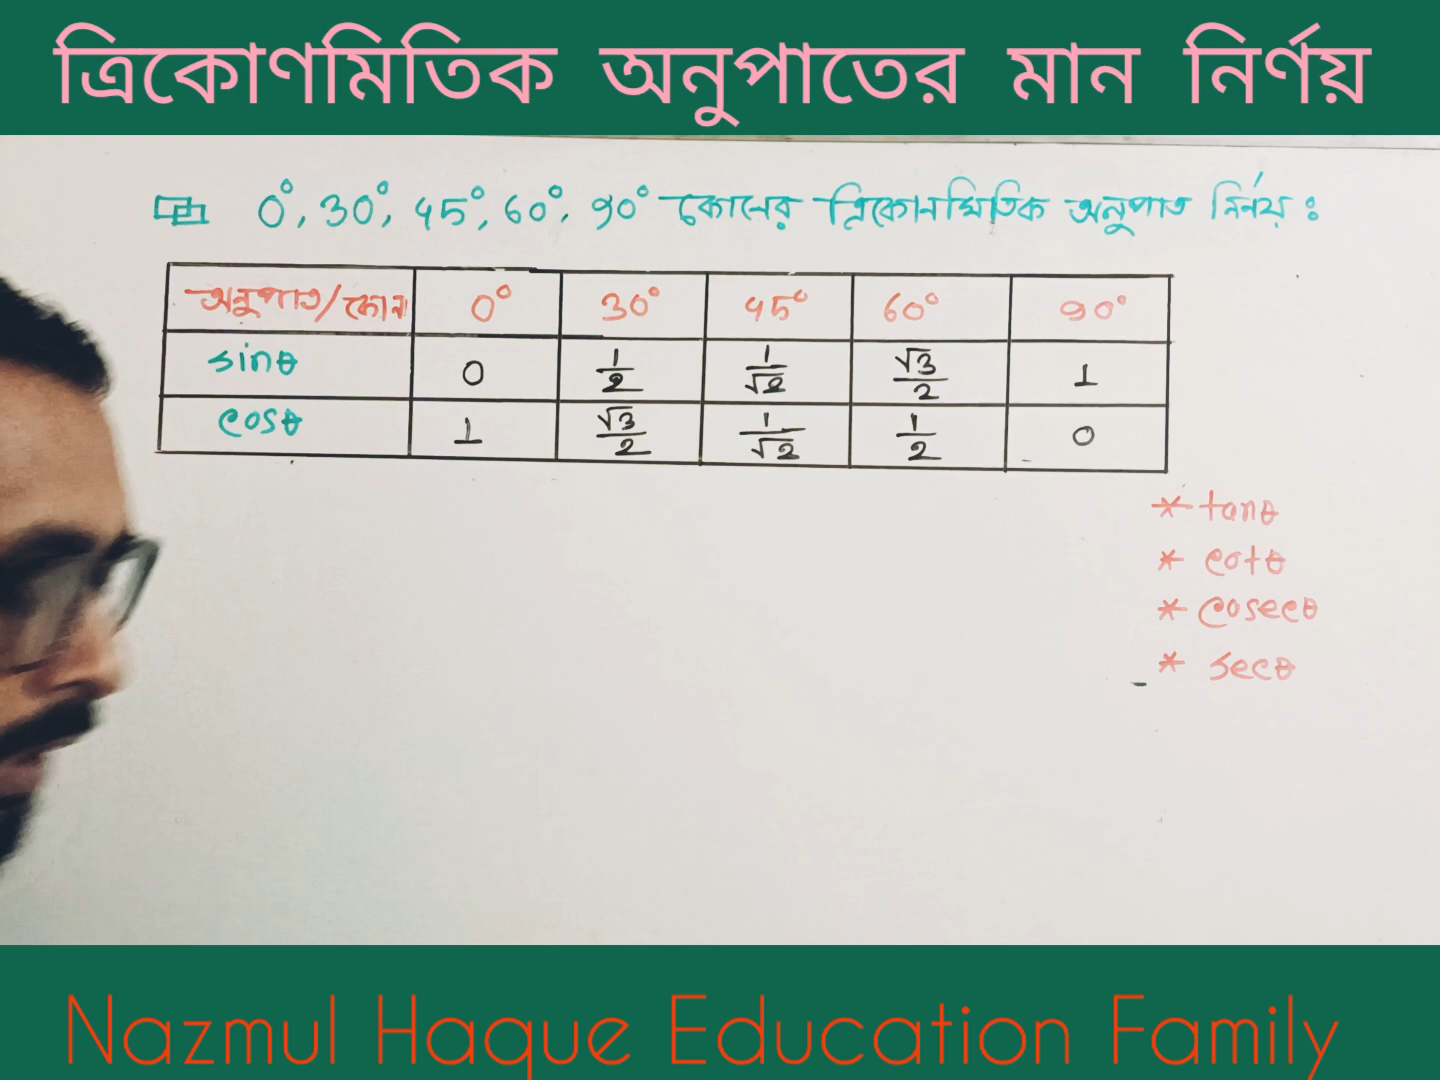 ত্রিকোণমিতিক অনুপাতের মান নির্ণয়
0°, 30°, 45°, 60°, 90° কোনের ত্রিকোনমিতিক অনুপাত নির্নয়ঃ
অনুপাত/কোন 0° 30° 45° 60° 90°
sinθ 0 1/2 1/√2 √3/2 1
cosθ 1 √3/2 1/√2 1/2 0
* tanθ
* cotθ
* cosecθ
* secθ
Nazmul Haque Education Family